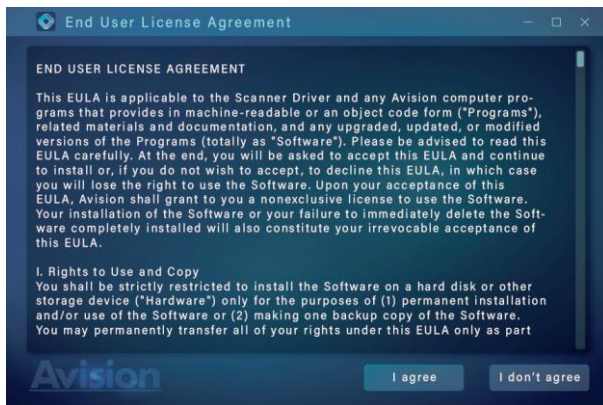 End User License Agreement
END USER LICENSE AGREEMENT
This EULA is applicable to the Scanner Driver and any Avision computer pro-
grams that provides in machine-readable or an object code form ("Programs"),
related materials and documentation, and any upgraded, updated, or modified
versions of the Programs (totally as "Software"). Please be advised to read this
EULA carefully. At the end, you will be asked to accept this EULA and continue
to install or, if you do not wish to accept, to decline this EULA, in which case
you will lose the right to use the Software. Upon your acceptance of this
EULA, Avision shall grant to you a nonexclusive license to use the Software.
Your installation of the Software or your failure to immediately delete the Soft-
ware completely installed will also constitute your irrevocable acceptance of
this EULA.
I. Rights to Use and Copy
You shall be strictly restricted to install the Software on a hard disk or other
storage device ("Hardware") only for the purposes of (1) permanent installation
and/or use of the Software or (2) making one backup copy of the Software.
You may permanently transfer all of your rights under this EULA only as part
Avision
I agree
I don't agree